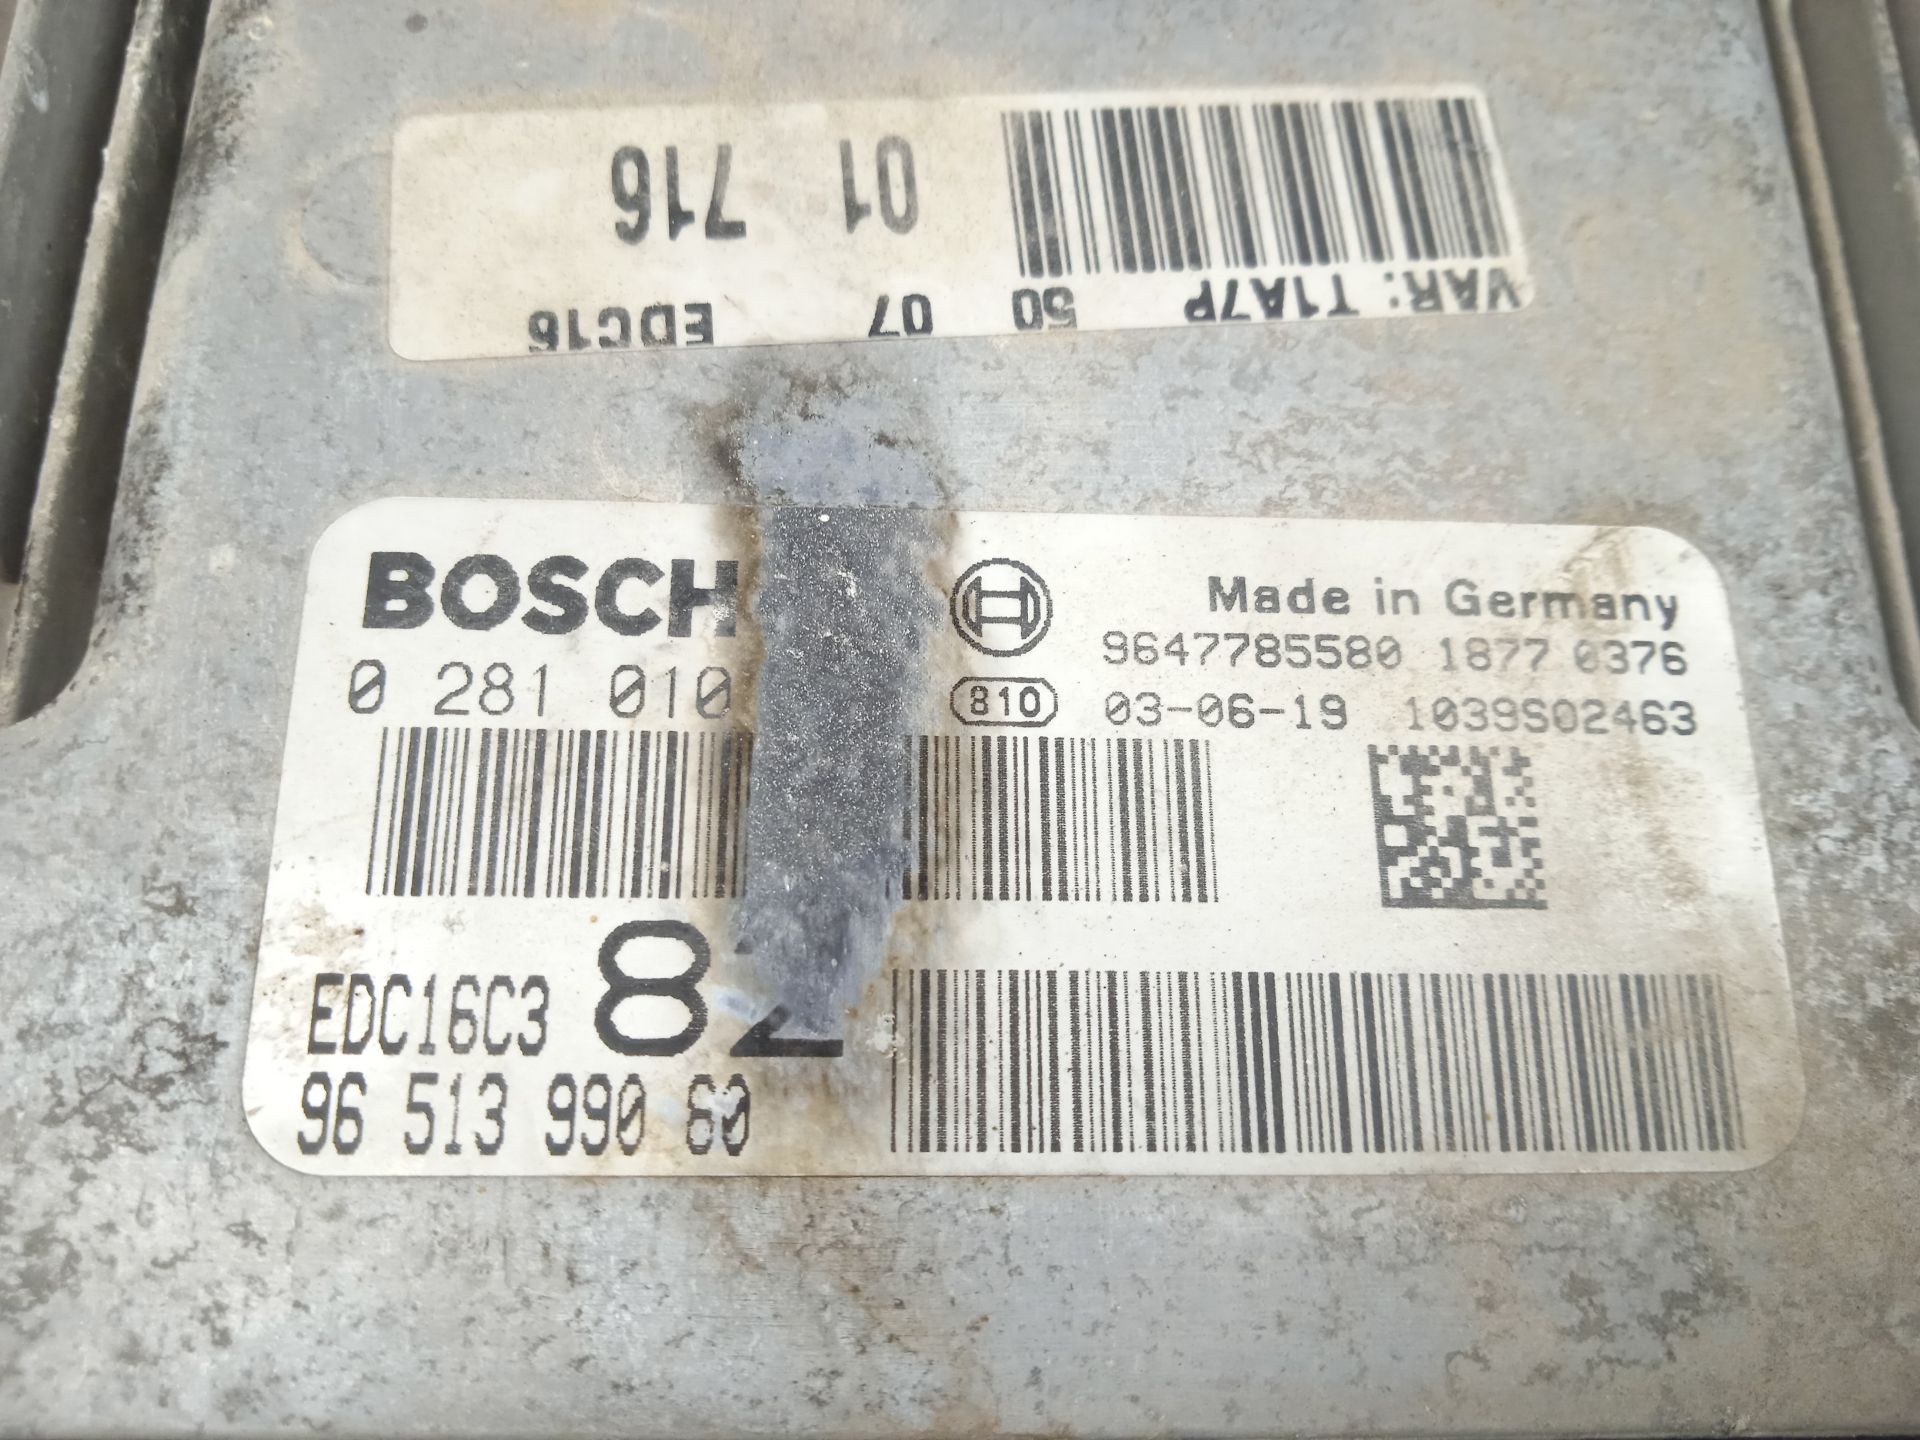 01 716
VAR: T1A7P 50 07 EDC16
BOSCH
Made in Germany
9647785580 1877 0376
0 281 010
810
03-06-19 1039S02463
EDC16C3 82
96 513 990 80